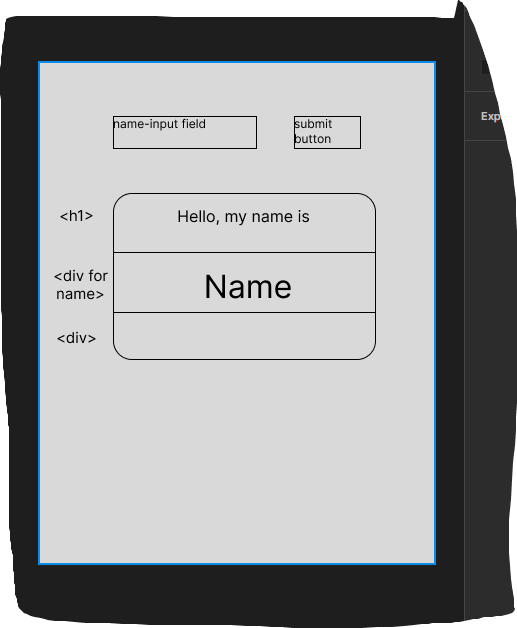 name-input field
submit
button
<h1>
Hello, my name is
<div for
name>
Name
<div>
Exp